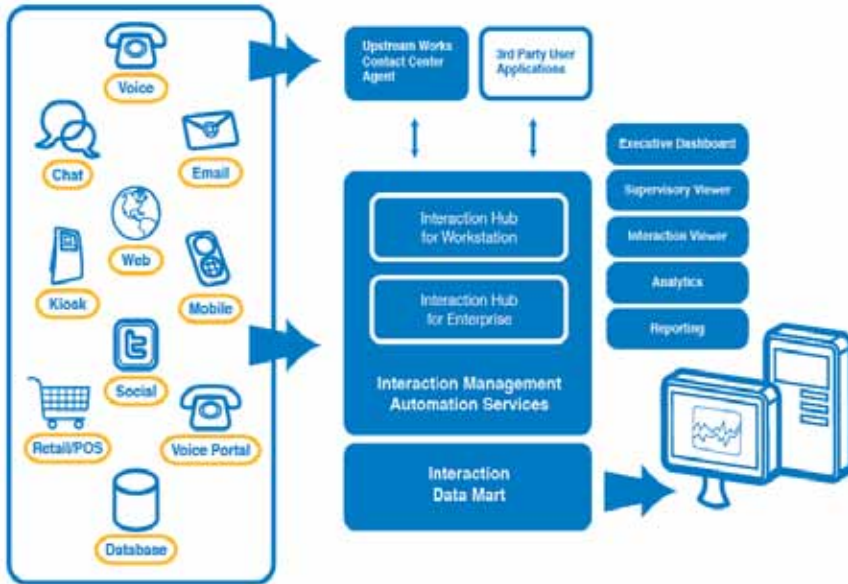 Voice
Chat
Email
Web
Kiosk
Mobile
Social
Retail/POS
Voice Portal
Database
Upstream Works
Contact Center
Agent
3rd Party User
Applications
Interaction Hub
for Workstation
Interaction Hub
for Enterprise
Interaction Management
Automation Services
Interaction
Data Mart
Executive Dashboard
Supervisory Viewer
Interaction Viewer
Analytics
Reporting